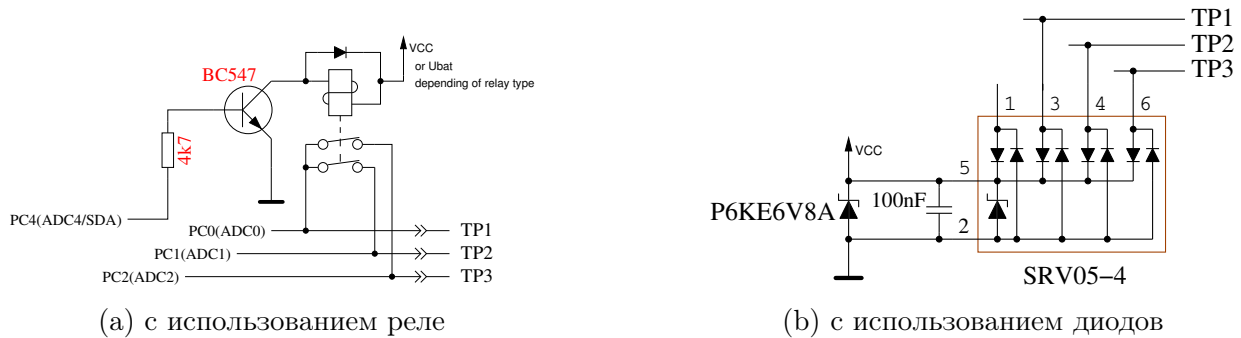 BC547
VCC
or Ubat
depending of relay type
4k7
PC4(ADC4/SDA)
PC0(ADC0)
TP1
PC1(ADC1)
TP2
PC2(ADC2)
TP3
(a) с использованием реле
TP1
TP2
TP3
1
3
4
6
VCC
5
P6KE6V8A
100nF
2
SRV05-4
(b) с использованием диодов